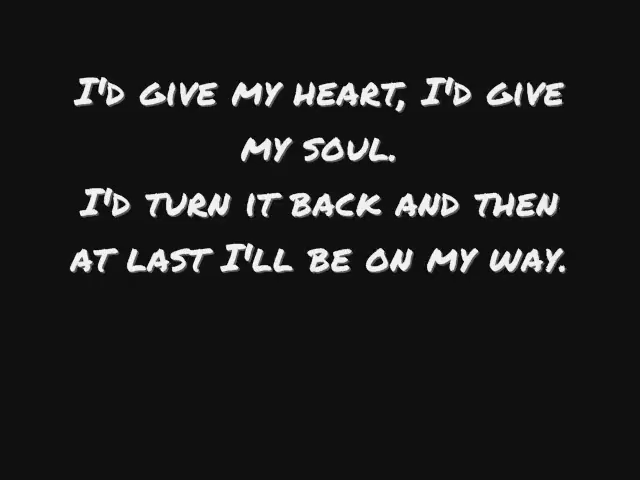 I'd give my heart, I'd give
my soul.
I'd turn it back and then
at last I'll be on my way.